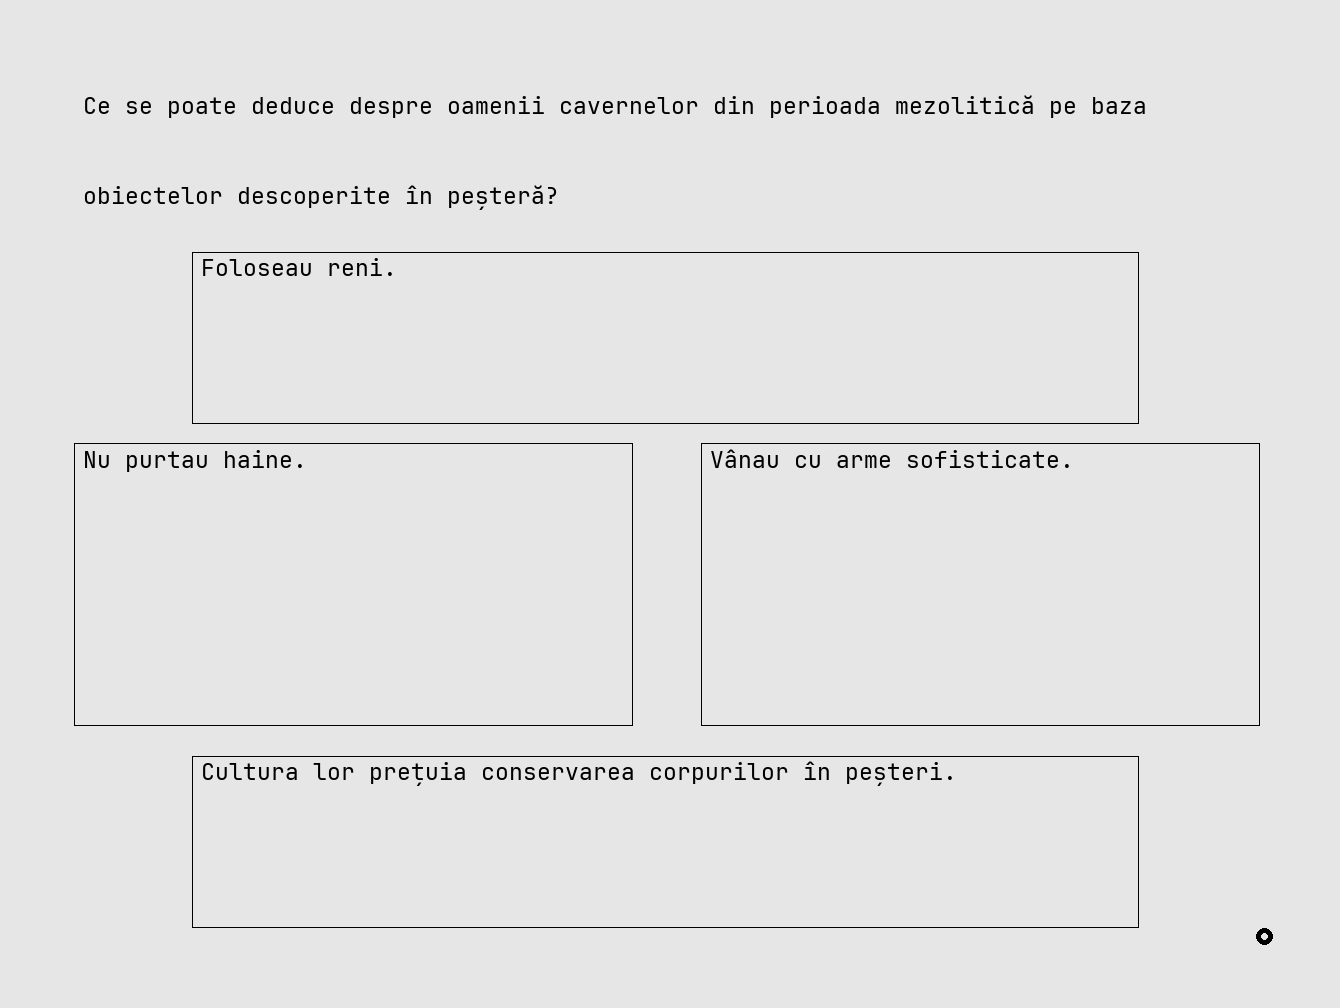 Ce se poate deduce despre oamenii cavernelor din perioada mezolitică pe baza
obiectelor descoperite în peșteră?
Foloseau reni.
Nu purtau haine.
Vânau cu arme sofisticate.
Cultura lor prețuia conservarea corpurilor în peșteri.